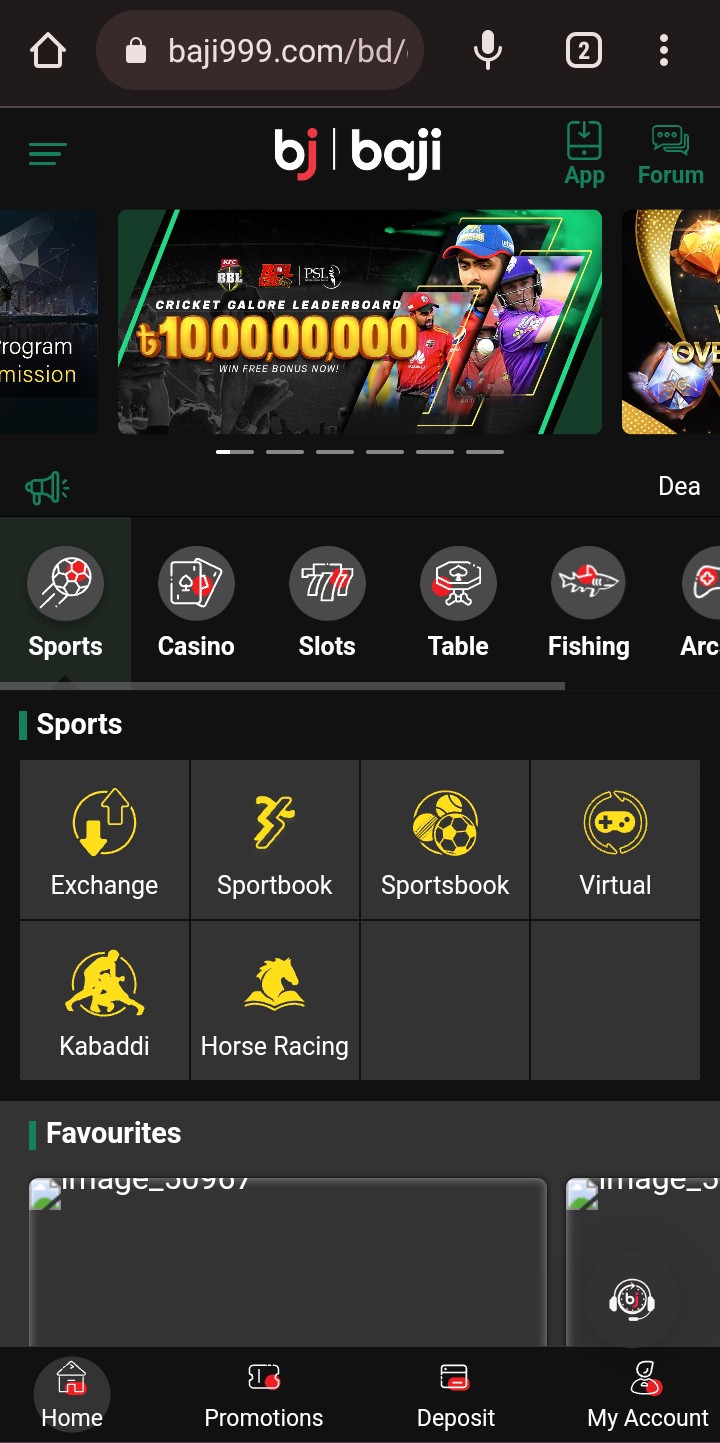 baji999.com/bd/
2
bj | baji
App
Forum
rogram
mission
KFC
BBL
BPL
PSL
CRICKET GALORE LEADERBOARD
৳10,00,00,000
WIN FREE BONUS NOW!
OVE
Dea
777
Sports
Casino
Slots
Table
Fishing
Arc
Sports
Exchange
Sportbook
Sportsbook
Virtual
Kabaddi
Horse Racing
Favourites
image_50967
image_5
bj
Home
Promotions
Deposit
My Account